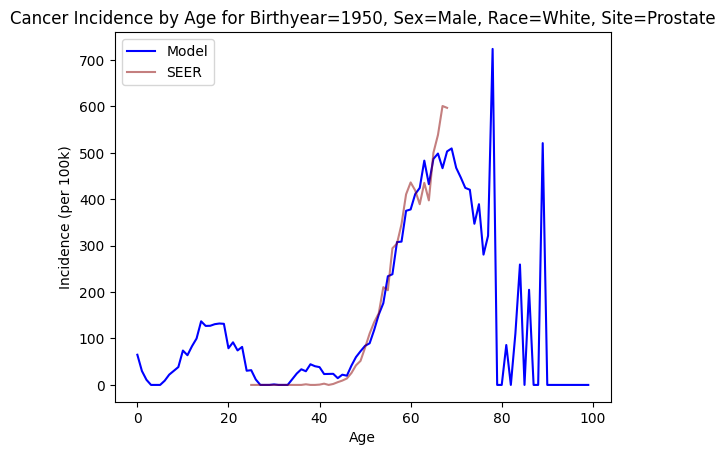 Cancer Incidence by Age for Birthyear=1950, Sex=Male, Race=White, Site=Prostate
Model
SEER
700
600
500
400
300
200
100
0
Incidence (per 100k)
0 20 40 60 80 100
Age